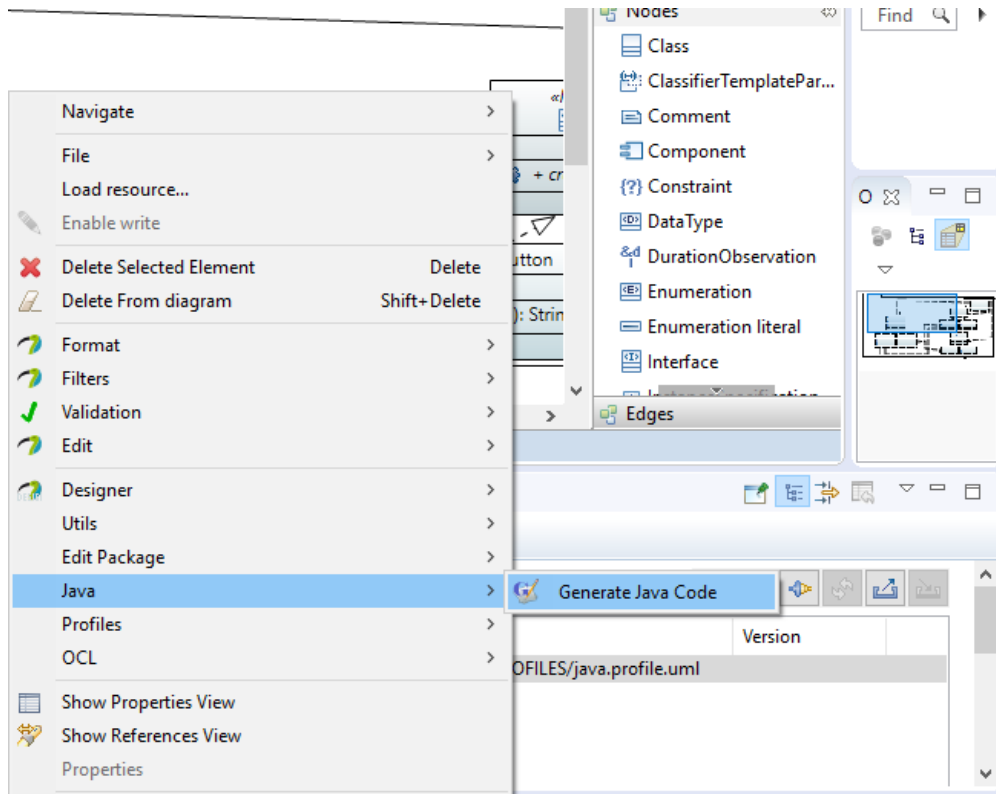 Nodes
Find
Class
ClassifierTemplatePar...
Comment
Component
Constraint
DataType
DurationObservation
Enumeration
Enumeration literal
Interface
Edges
Navigate
File
Load resource...
Enable write
Delete Selected Element Delete
Delete From diagram Shift+Delete
Format
Filters
Validation
Edit
Designer
Utils
Edit Package
Java
Generate Java Code
Profiles
OCL
Show Properties View
Show References View
Properties
+ cr
utton
): Strin
O
Version
OFILES/java.profile.uml